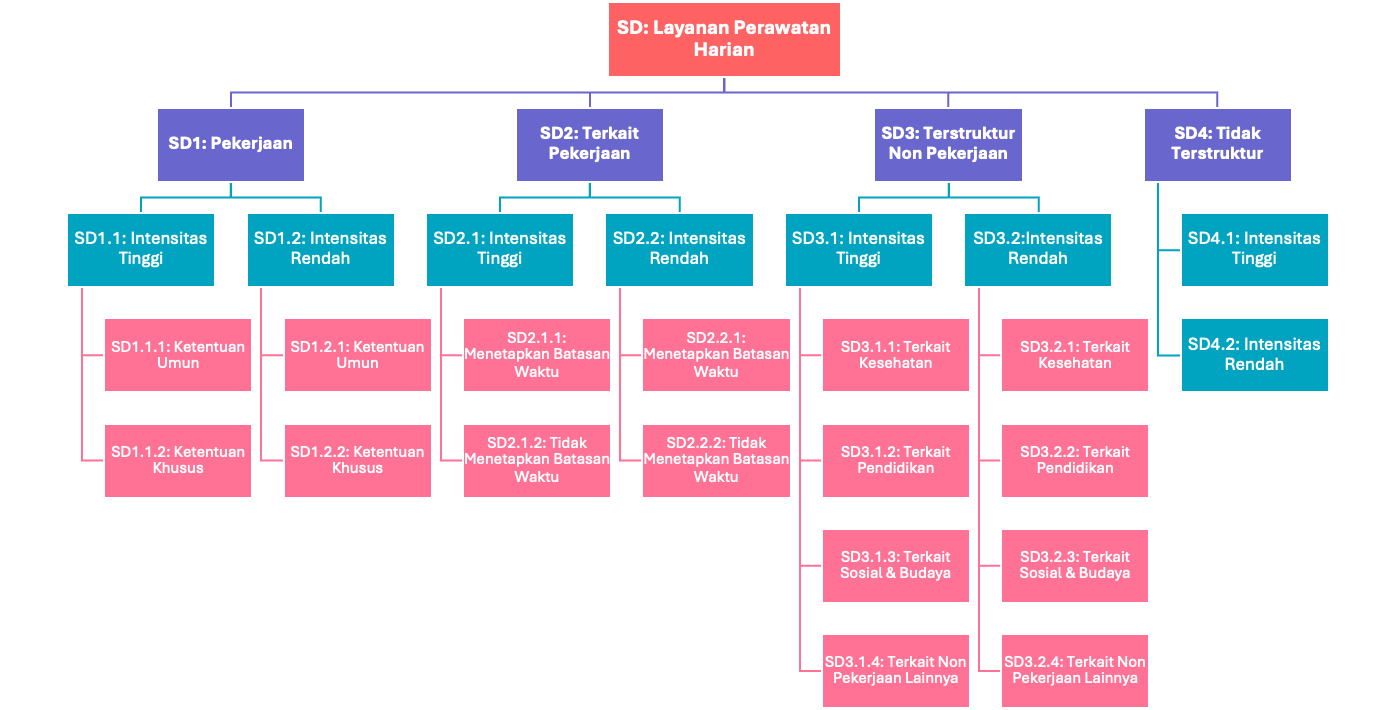 SD: Layanan Perawatan
Harian
SD1: Pekerjaan
SD2: Terkait
Pekerjaan
SD3: Terstruktur
Non Pekerjaan
SD4: Tidak
Terstruktur
SD1.1: Intensitas
Tinggi
SD1.2: Intensitas
Rendah
SD2.1: Intensitas
Tinggi
SD2.2: Intensitas
Rendah
SD3.1: Intensitas
Tinggi
SD3.2:Intensitas
Rendah
SD4.1: Intensitas
Tinggi
SD1.1.1: Ketentuan
Umun
SD1.2.1: Ketentuan
Umun
SD2.1.1:
Menetapkan Batasan
Waktu
SD2.2.1:
Menetapkan Batasan
Waktu
SD3.1.1: Terkait
Kesehatan
SD3.2.1: Terkait
Kesehatan
SD4.2: Intensitas
Rendah
SD1.1.2: Ketentuan
Khusus
SD1.2.2: Ketentuan
Khusus
SD2.1.2: Tidak
Menetapkan Batasan
Waktu
SD2.2.2: Tidak
Menetapkan Batasan
Waktu
SD3.1.2: Terkait
Pendidikan
SD3.2.2: Terkait
Pendidikan
SD3.1.3: Terkait
Sosial & Budaya
SD3.2.3: Terkait
Sosial & Budaya
SD3.1.4: Terkait Non
Pekerjaan Lainnya
SD3.2.4: Terkait Non
Pekerjaan Lainnya